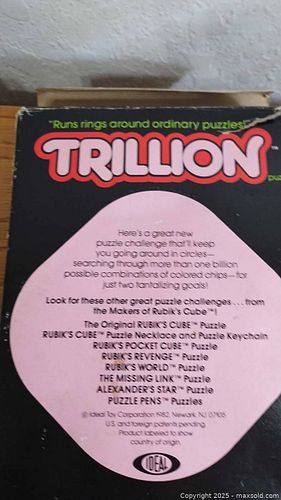 "Runs rings around ordinary puzzles!"
TRILLION™
Here's a great new
puzzle challenge that'll keep
you going around in circles—
searching through more than one billion
possible combinations of colored chips—for
just two tantalizing goals!
Look for these other great puzzle challenges . . . from
the Makers of Rubik's Cube™!
The Original RUBIK'S CUBE™ Puzzle
RUBIK'S CUBE™ Puzzle Necklace and Puzzle Keychain
RUBIK'S POCKET CUBE™ Puzzle
RUBIK'S REVENGE™ Puzzle
RUBIK'S WORLD™ Puzzle
THE MISSING LINK™ Puzzle
ALEXANDER'S STAR™ Puzzle
PUZZLE PENS™ Puzzles
© Ideal Toy Corporation 1982, Newark, NJ 07105
U.S. and foreign patents pending.
Product labeled to show
country of origin.
IDEAL
Copyright 2025 - maxsold.com